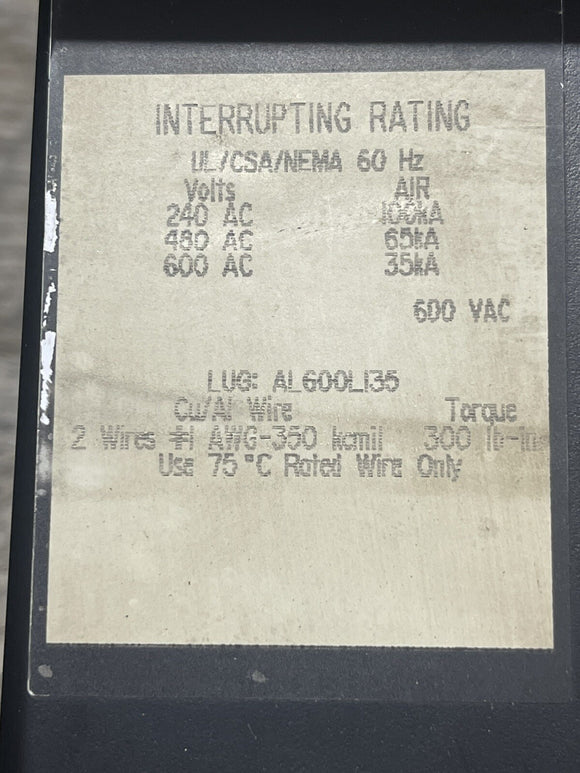 INTERRUPTING RATING
UL/CSA/NEMA 60 Hz
Volts AIR
240 AC 100kA
480 AC 65kA
600 AC 35kA
600 VAC
LUG: AL600LI35
Cu/Al Wire Torque
2 Wires #1 AWG-350 kcmil 300 lb-in
Use 75°C Rated Wire Only